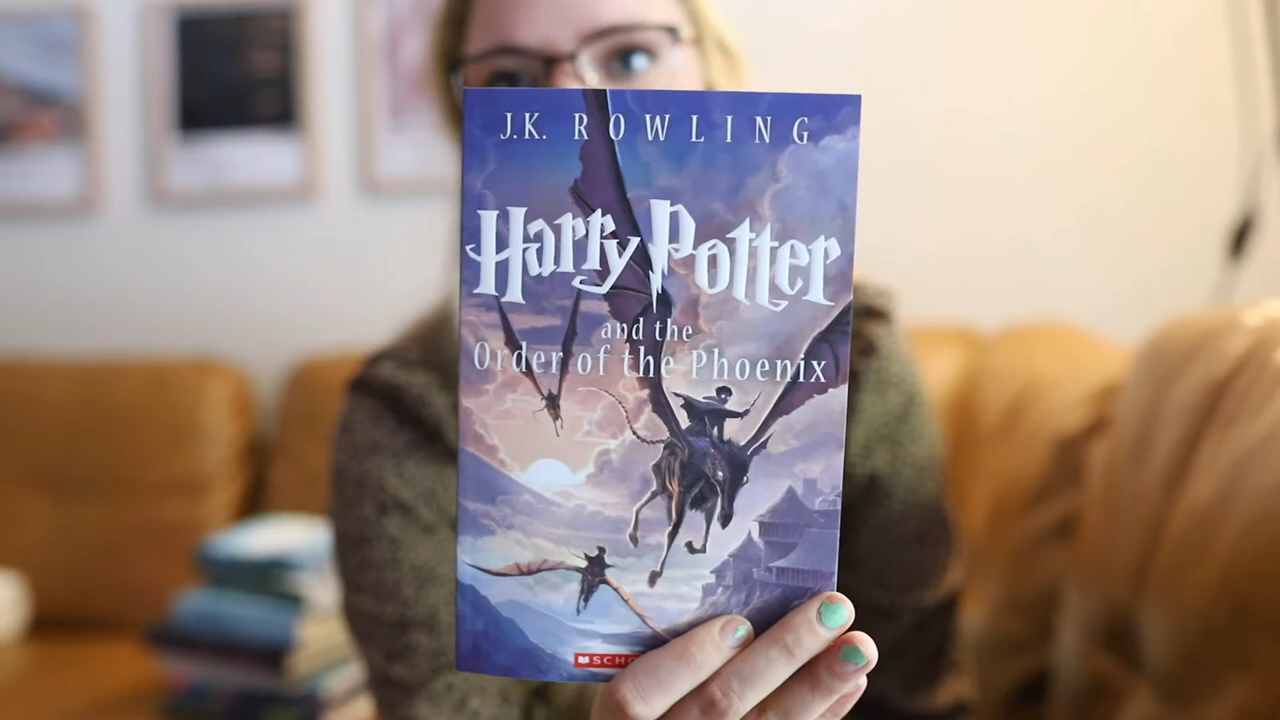 J.K. ROWLING
Harry Potter
and the
Order of the Phoenix